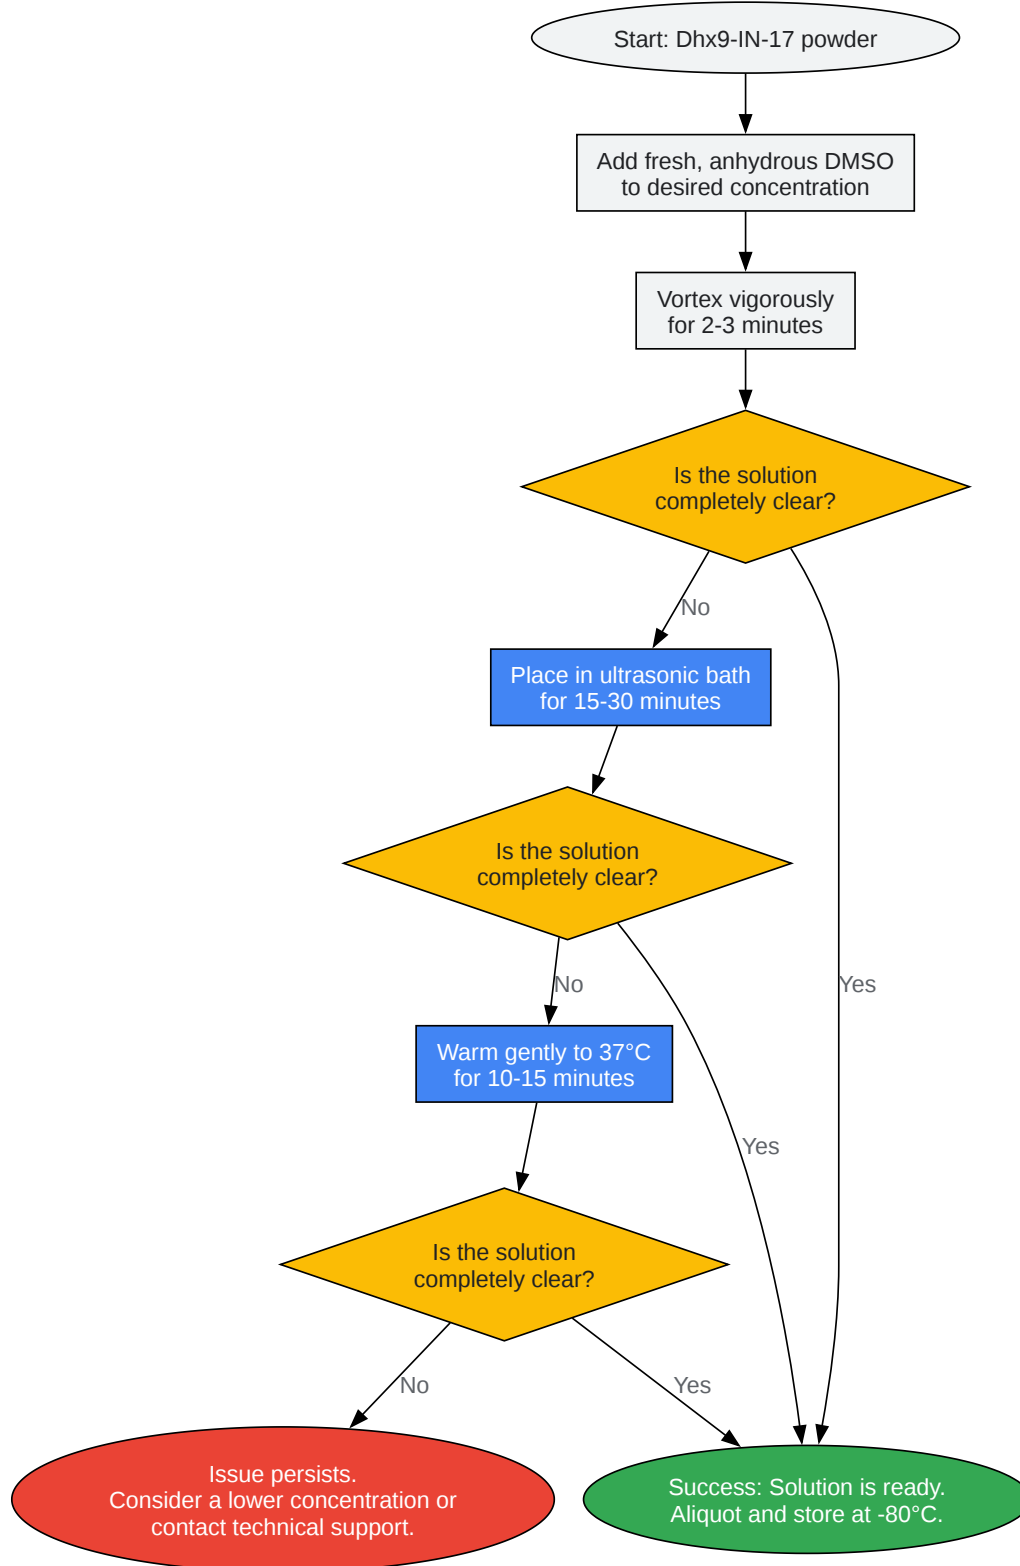 Start: Dhx9-IN-17 powder
Add fresh, anhydrous DMSO
to desired concentration
Vortex vigorously
for 2-3 minutes
Is the solution
completely clear?
No
Place in ultrasonic bath
for 15-30 minutes
Is the solution
completely clear?
No
Yes
Warm gently to 37°C
for 10-15 minutes
Yes
Is the solution
completely clear?
No
Yes
Issue persists.
Consider a lower concentration or
contact technical support.
Success: Solution is ready.
Aliquot and store at -80°C.